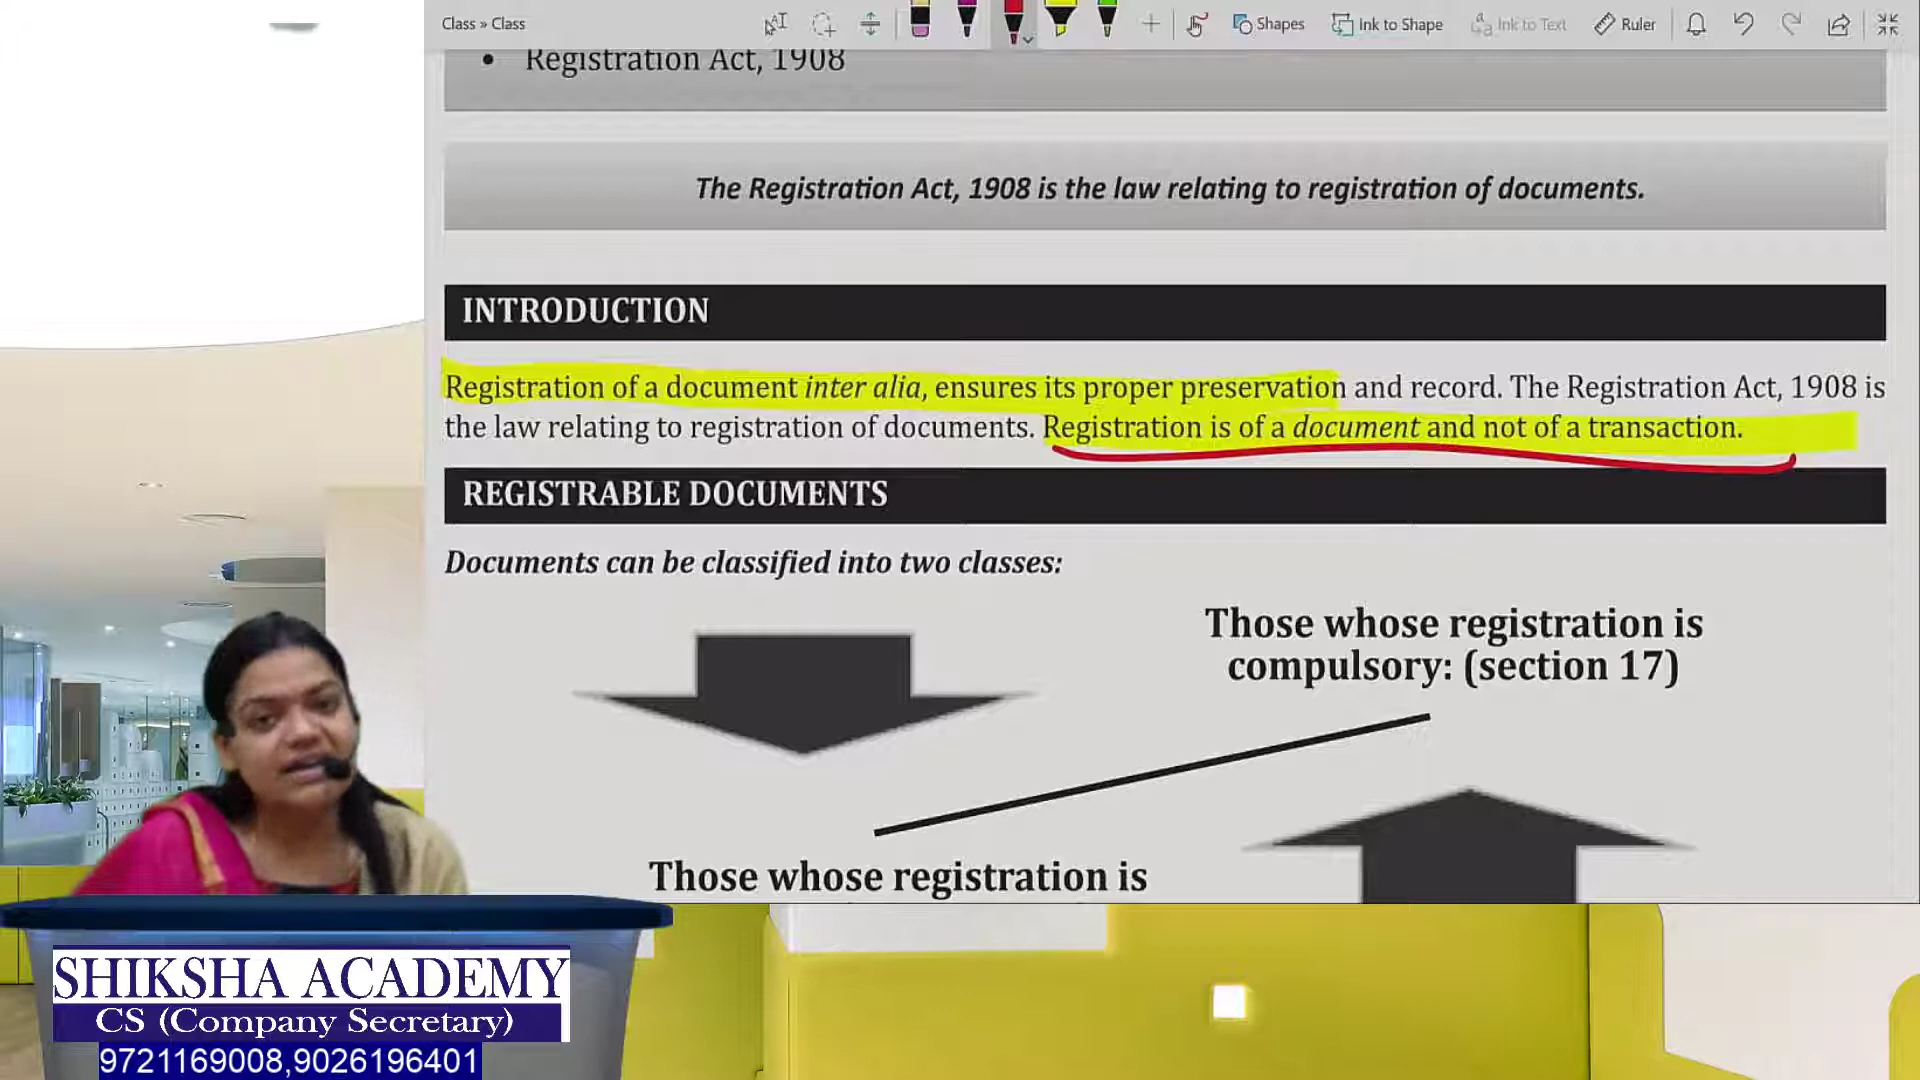 Class » Class
Shapes
Ink to Shape
Ink to Text
Ruler
• Registration Act, 1908
The Registration Act, 1908 is the law relating to registration of documents.
INTRODUCTION
Registration of a document inter alia, ensures its proper preservation and record. The Registration Act, 1908 is
the law relating to registration of documents. Registration is of a document and not of a transaction.
REGISTRABLE DOCUMENTS
Documents can be classified into two classes:
Those whose registration is
compulsory: (section 17)
Those whose registration is
SHIKSHA ACADEMY
CS (Company Secretary)
9721169008,9026196401